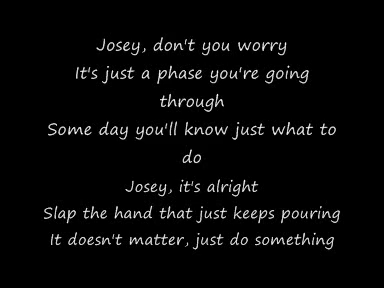 Josey, don't you worry
It's just a phase you're going
through
Some day you'll know just what to
do
Josey, it's alright
Slap the hand that just keeps pouring
It doesn't matter, just do something